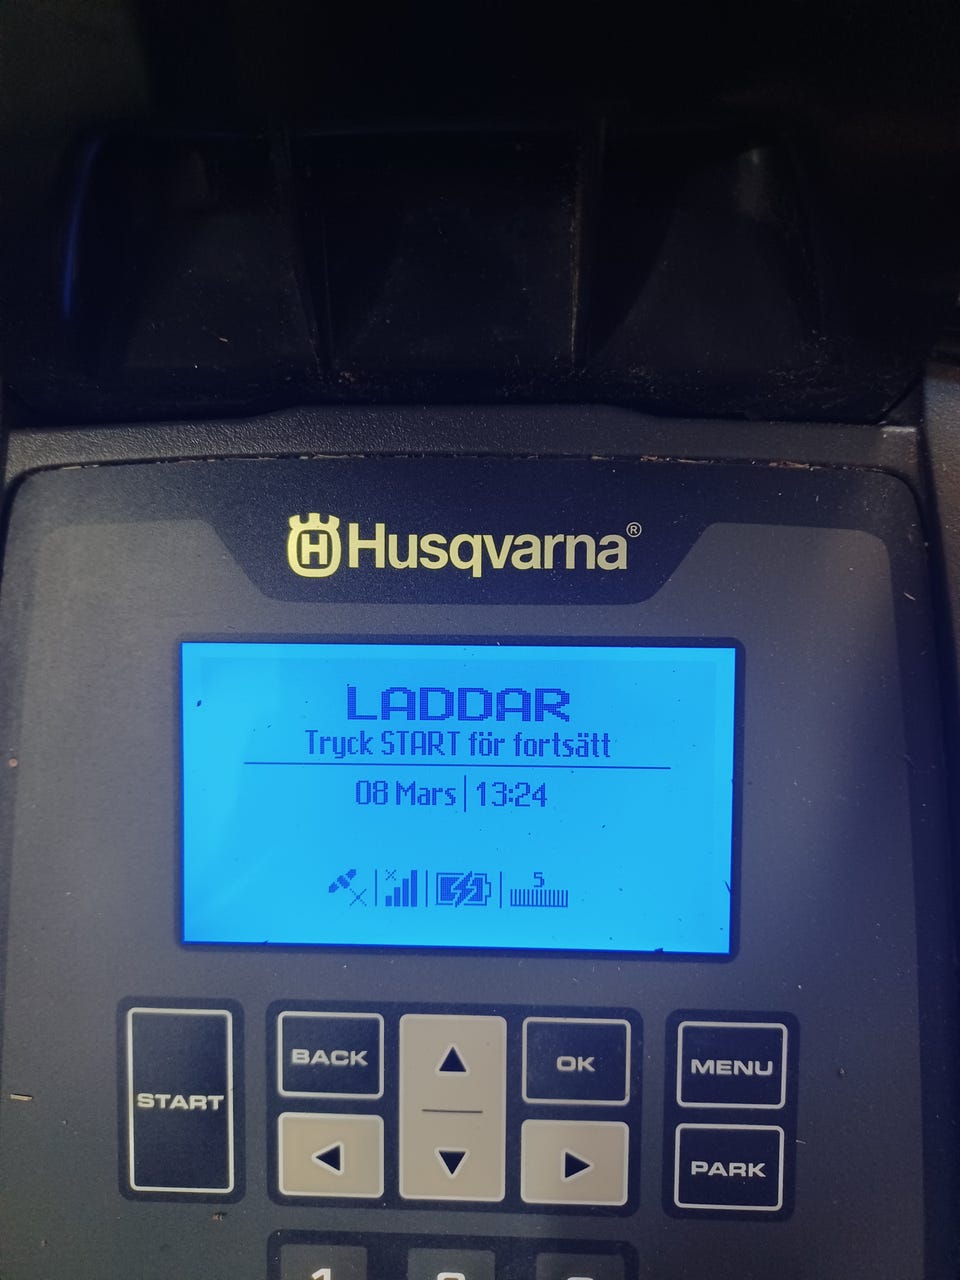 Husqvarna®
LADDAR
Tryck START för fortsätt
08 Mars 13:24
5
START
BACK
OK
MENU
PARK